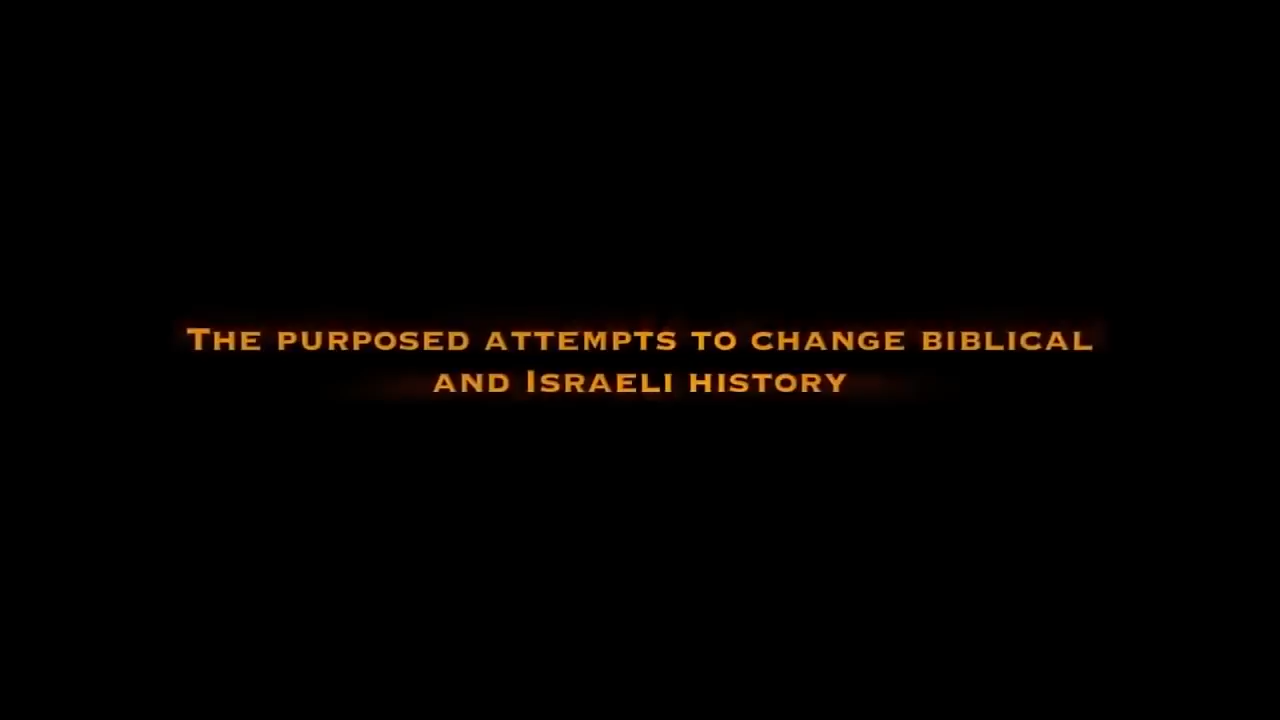 The purposed attempts to change biblical
and Israeli history